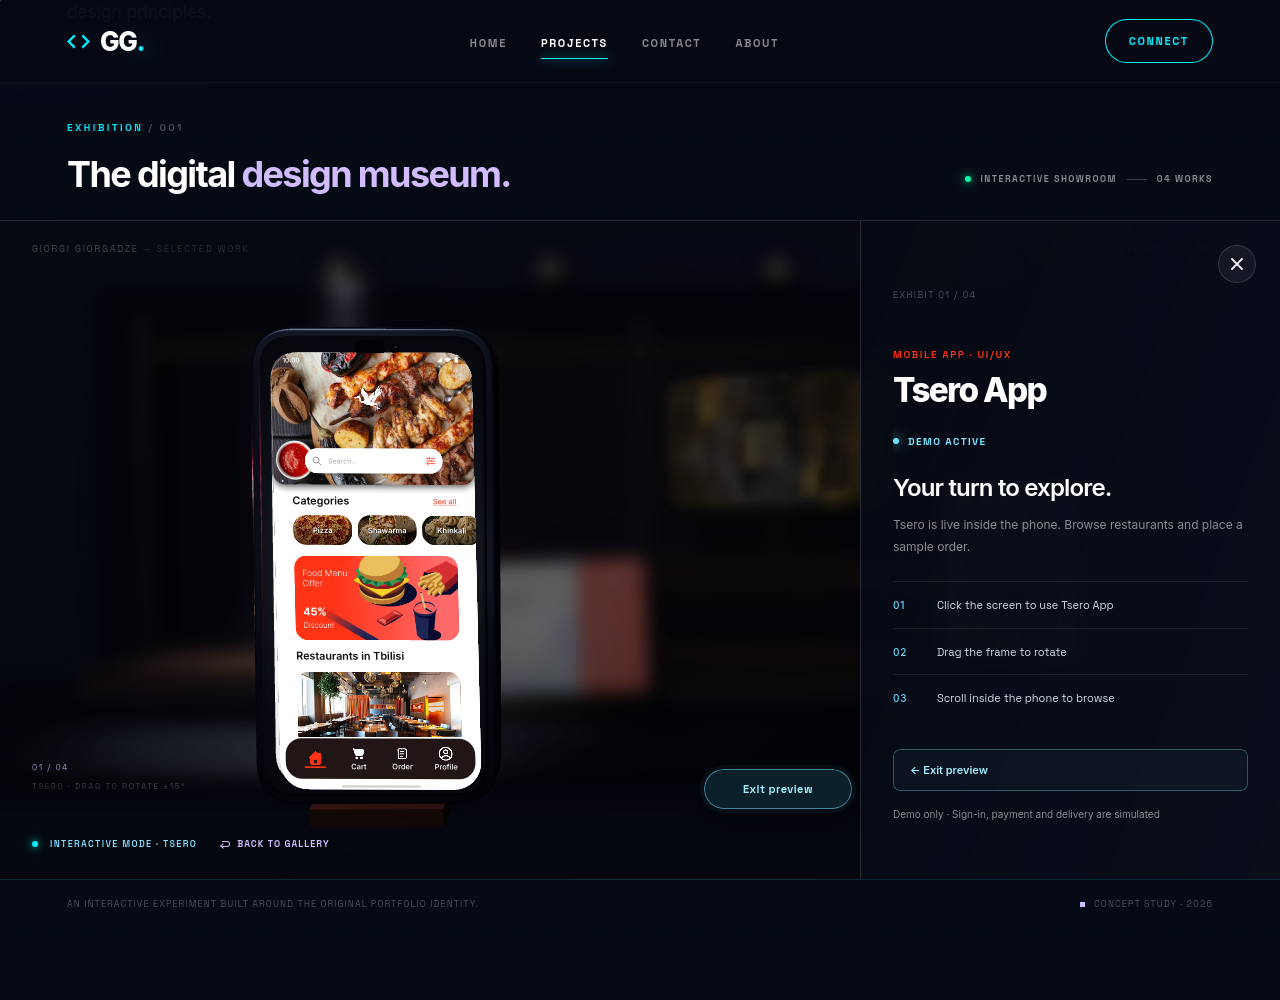 design principles.
GG.
HOME
PROJECTS
CONTACT
ABOUT
CONNECT
EXHIBITION / 001
The digital design museum.
INTERACTIVE SHOWROOM
04 WORKS
GIORGI GIORGADZE — SELECTED WORK
10:00
Search...
Categories
See all
Pizza
Shawarma
Khinkali
Food Menu
Offer
45%
Discount
Restaurants in Tbilisi
Cart
Order
Profile
01 / 04
TSERO · DRAG TO ROTATE ±15°
Exit preview
INTERACTIVE MODE · TSERO
BACK TO GALLERY
EXHIBIT 01 / 04
MOBILE APP · UI/UX
Tsero App
DEMO ACTIVE
Your turn to explore.
Tsero is live inside the phone. Browse restaurants and place a
sample order.
01 Click the screen to use Tsero App
02 Drag the frame to rotate
03 Scroll inside the phone to browse
← Exit preview
Demo only · Sign-in, payment and delivery are simulated
AN INTERACTIVE EXPERIMENT BUILT AROUND THE ORIGINAL PORTFOLIO IDENTITY.
CONCEPT STUDY · 2026